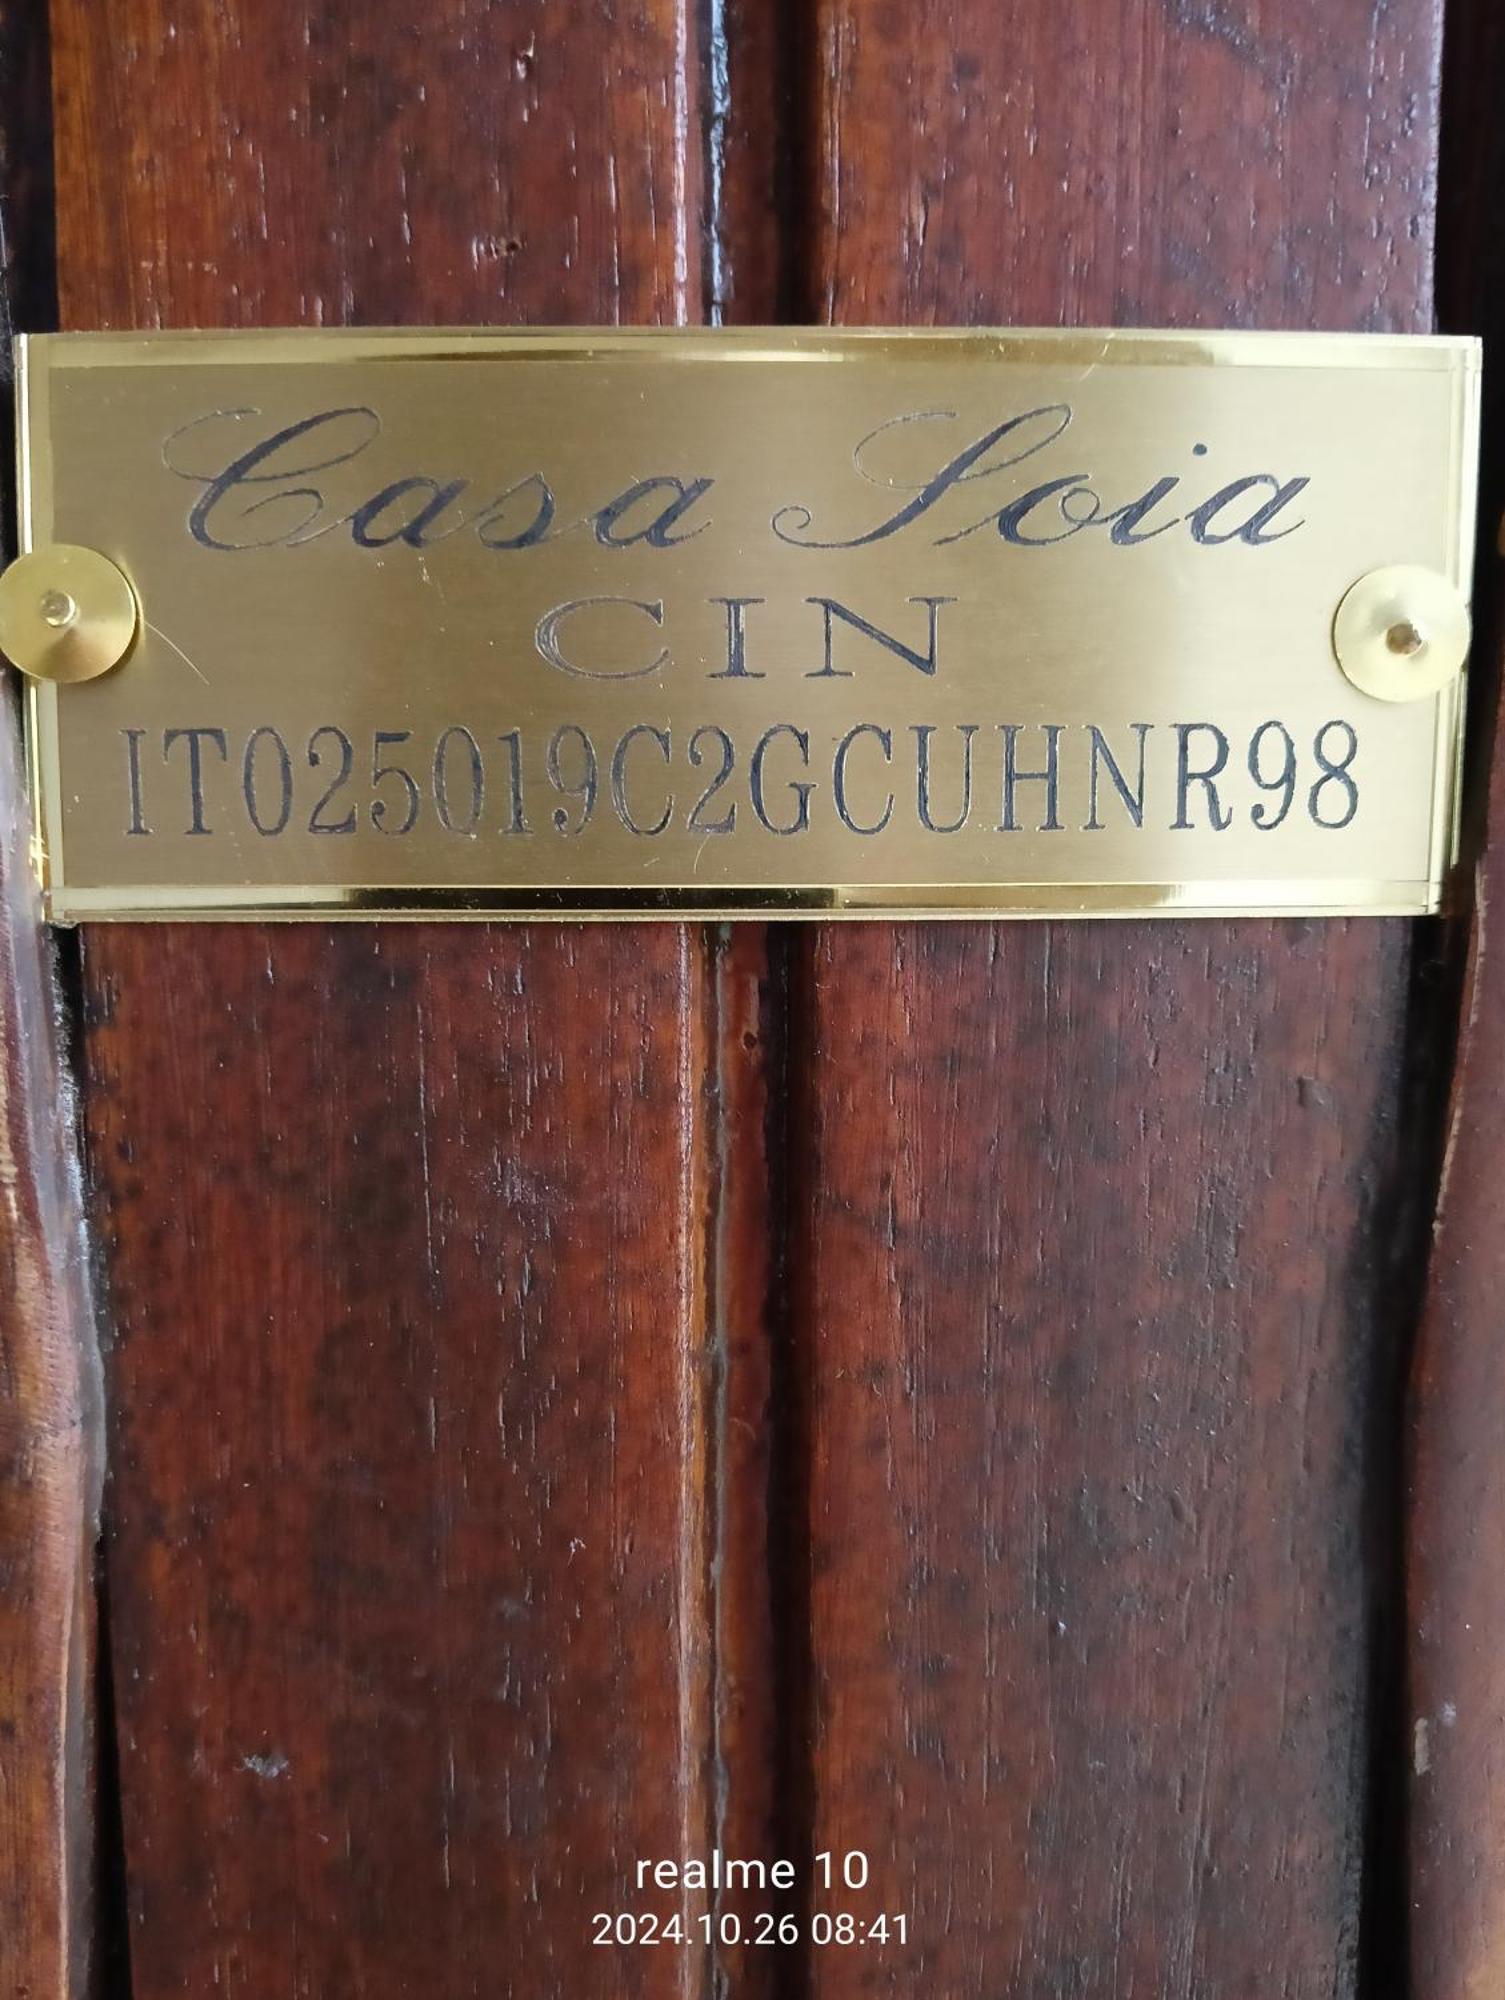 Casa Soia
CIN
IT025019C2GCUHNR98
realme 10
2024.10.26 08:41